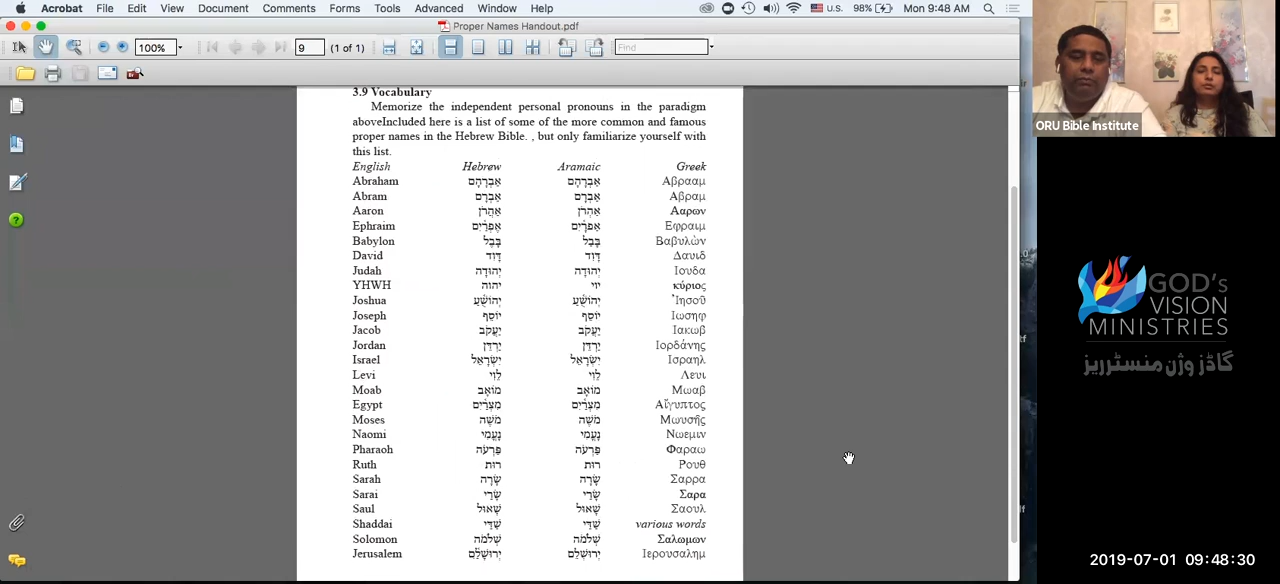 Acrobat File Edit View Document Comments Forms Tools Advanced Window Help U.S. 98% Mon 9:48 AM
Proper Names Handout.pdf
100% 9 (1 of 1) Find
3.9 Vocabulary
Memorize the independent personal pronouns in the paradigm
aboveIncluded here is a list of some of the more common and famous
proper names in the Hebrew Bible. , but only familiarize yourself with
this list.
English Hebrew Aramaic Greek
Abraham אַבְרָהָם אַבְרָהָם Αβρααμ
Abram אַבְרָם אַבְרָם Αβραμ
Aaron אַהֲרֹן אַהְרֹן Ααρων
Ephraim אֶפְרַיִם אַפרָיִם Εφραιμ
Babylon בָּבֶל בָּבַל Βαβυλὼν
David דָּוִד דָּוִד Δαυιδ
Judah יְהוּדָה יְהוּדָה Ιουδα
YHWH יהוה יוי κύριος
Joshua יְהוֹשֻׁעַ יְהוֹשֻׁעַ Ἰησοῦ
Joseph יוֹסֵף יוֹסֵף Ιωσηφ
Jacob יַעֲקֹב יַעֲקֹב Ιακωβ
Jordan יַרְדֵּן יַרְדֵּן Ιορδάνης
Israel יִשְׂרָאֵל יִשְׂרָאֵל Ισραηλ
Levi לֵוִי לֵוִי Λευι
Moab מוֹאָב מוֹאָב Μωαβ
Egypt מִצְרַיִם מִצְרַיִם Αἴγυπτος
Moses מֹשֶׁה מֹשֶׁה Μωυσῆς
Naomi נָעֳמִי נָעֳמִי Νωεμιν
Pharaoh פַּרְעֹה פַּרְעֹה Φαραω
Ruth רוּת רוּת Ρουθ
Sarah שָׂרָה שָׂרָה Σαρρα
Sarai שָׂרַי שָׂרַי Σαρα
Saul שָׁאוּל שָׁאוּל Σαουλ
Shaddai שַׁדַּי שַׁדַּי various words
Solomon שְׁלֹמֹה שְׁלֹמֹה Σαλωμων
Jerusalem יְרוּשָׁלַ͏ִם יְרוּשְׁלֵם Ιερουσαλημ
ORU Bible Institute
GOD's
VISION
MINISTRIES
گاڈز وژن منسٹریز
2019-07-01 09:48:30